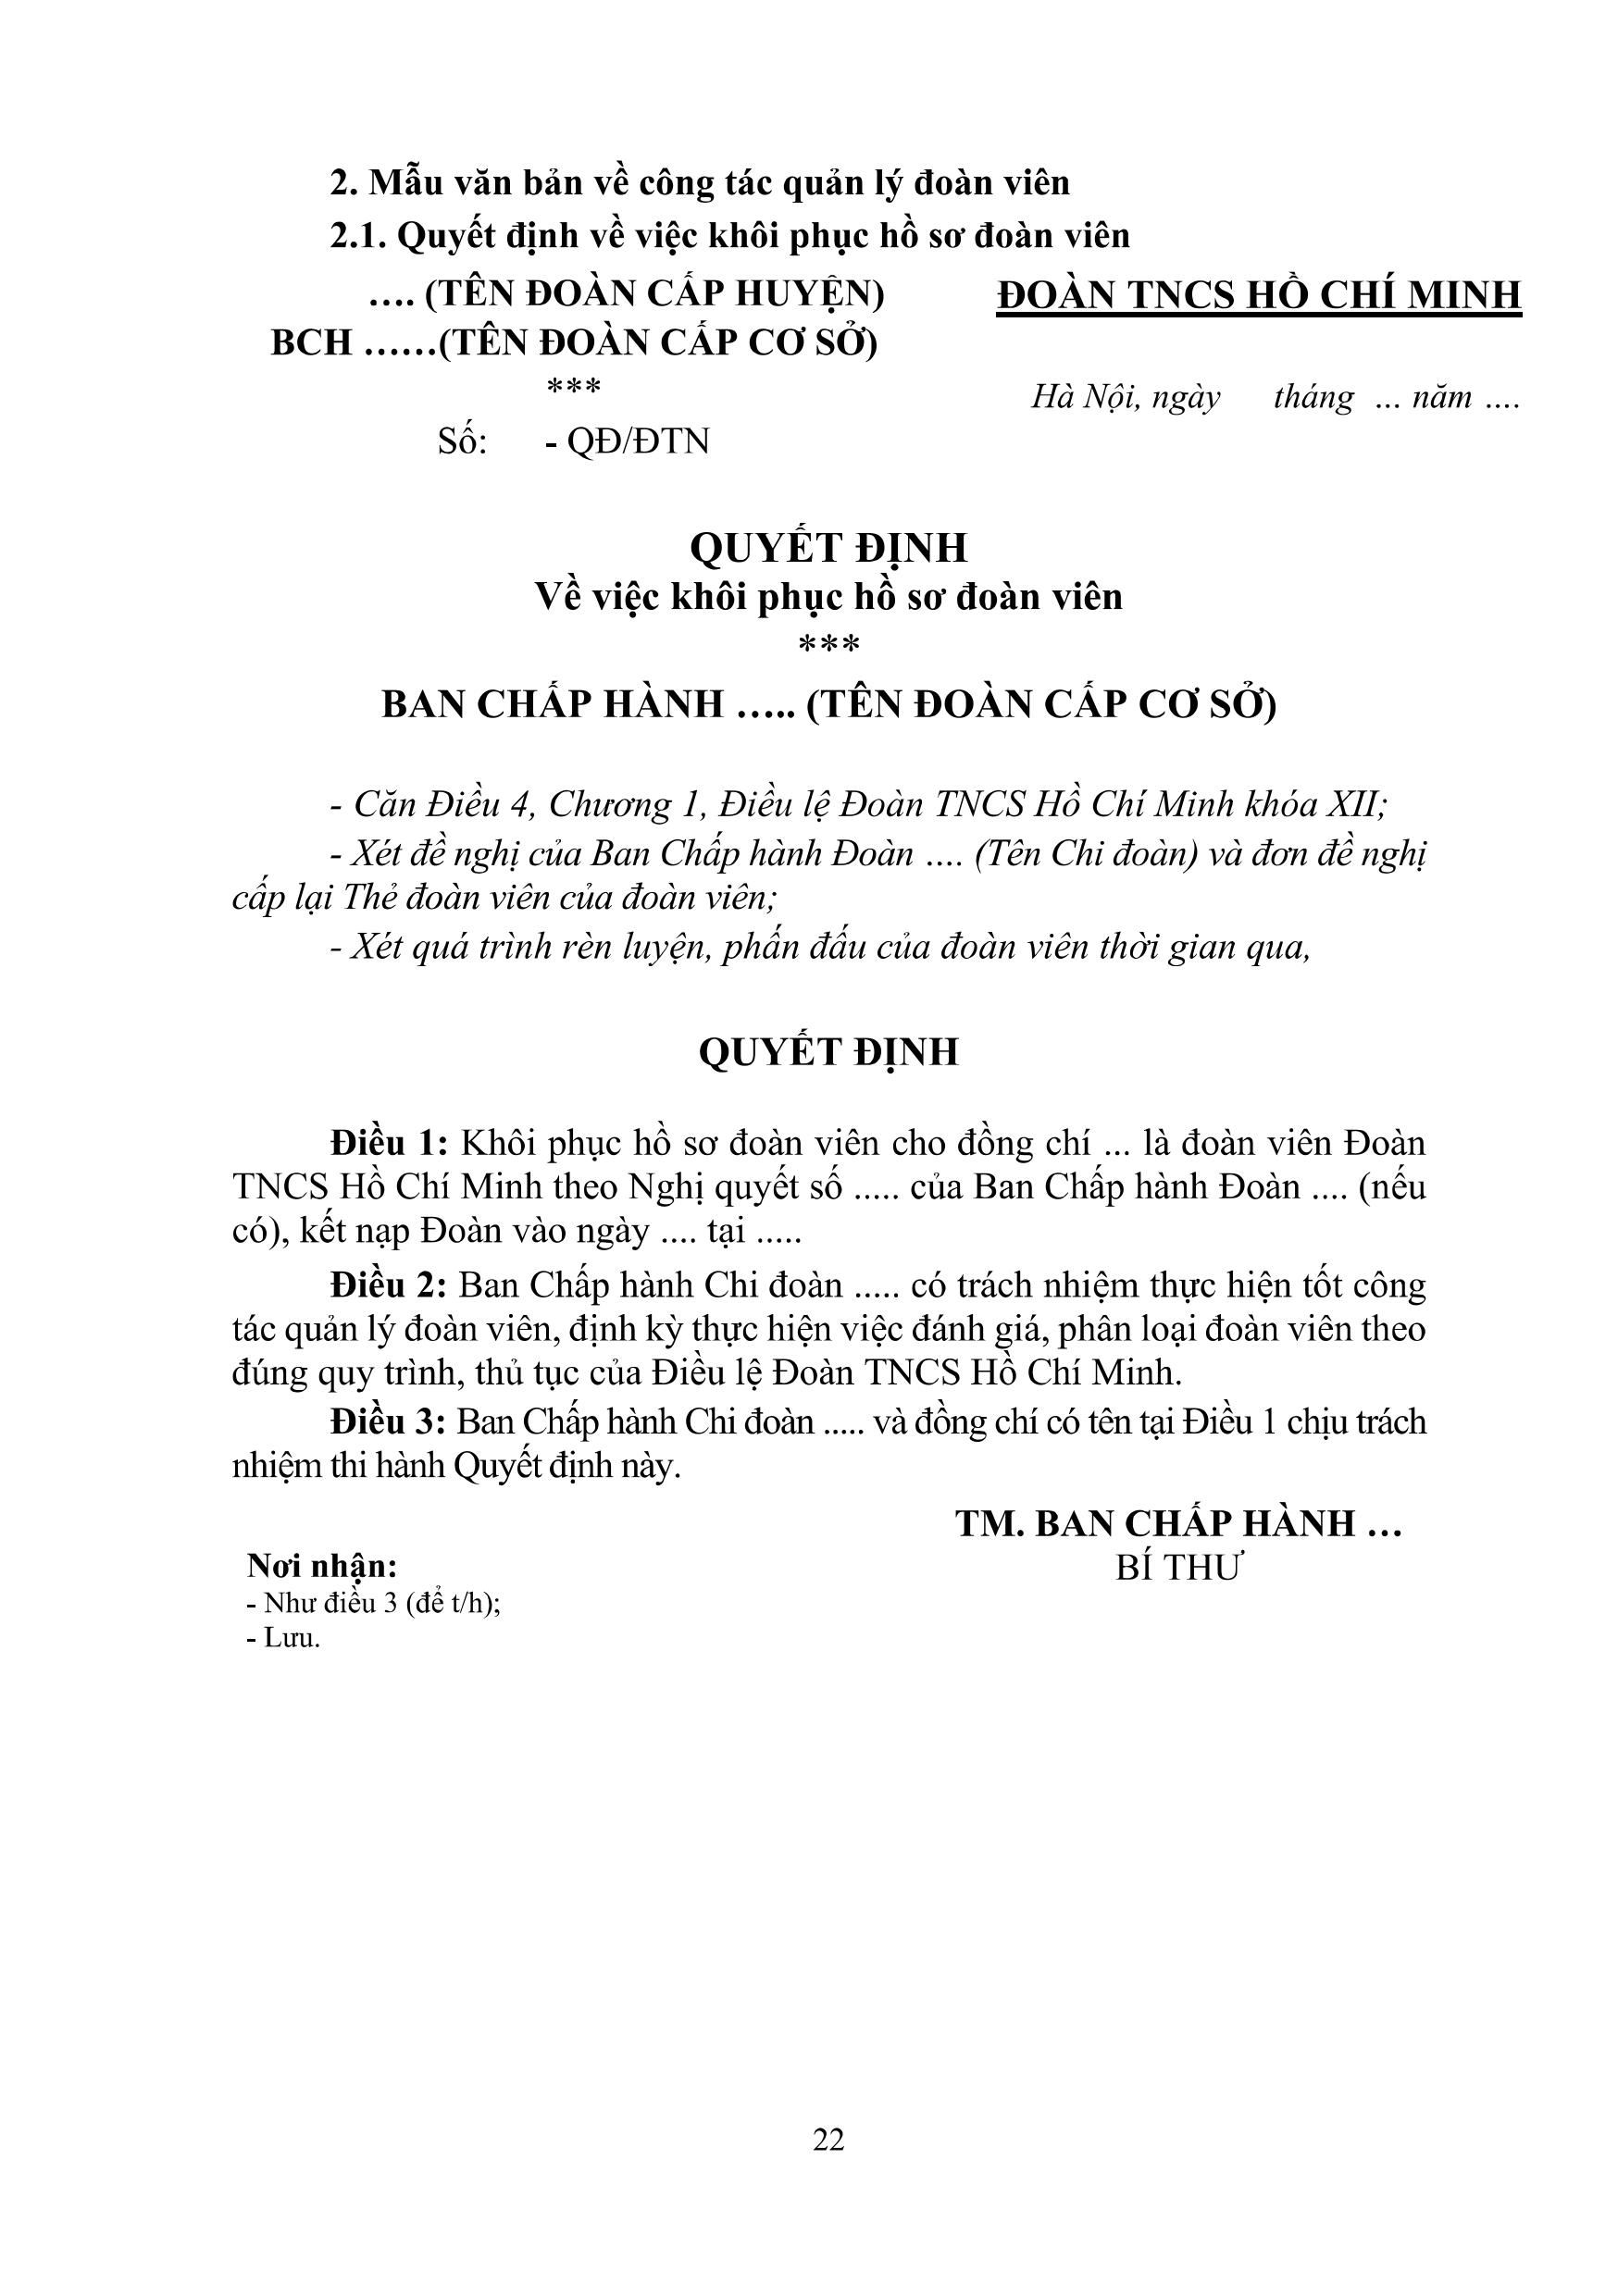 2. Mẫu văn bản về công tác quản lý đoàn viên
2.1. Quyết định về việc khôi phục hồ sơ đoàn viên
…. (TÊN ĐOÀN CẤP HUYỆN)
BCH ……(TÊN ĐOÀN CẤP CƠ SỞ)
***
Số: - QĐ/ĐTN
ĐOÀN TNCS HỒ CHÍ MINH
Hà Nội, ngày tháng ... năm ....
QUYẾT ĐỊNH
Về việc khôi phục hồ sơ đoàn viên
***
BAN CHẤP HÀNH ….. (TÊN ĐOÀN CẤP CƠ SỞ)
- Căn Điều 4, Chương 1, Điều lệ Đoàn TNCS Hồ Chí Minh khóa XII;
- Xét đề nghị của Ban Chấp hành Đoàn .... (Tên Chi đoàn) và đơn đề nghị
cấp lại Thẻ đoàn viên của đoàn viên;
- Xét quá trình rèn luyện, phấn đấu của đoàn viên thời gian qua,
QUYẾT ĐỊNH
Điều 1: Khôi phục hồ sơ đoàn viên cho đồng chí ... là đoàn viên Đoàn
TNCS Hồ Chí Minh theo Nghị quyết số ..... của Ban Chấp hành Đoàn .... (nếu
có), kết nạp Đoàn vào ngày .... tại .....
Điều 2: Ban Chấp hành Chi đoàn ..... có trách nhiệm thực hiện tốt công
tác quản lý đoàn viên, định kỳ thực hiện việc đánh giá, phân loại đoàn viên theo
đúng quy trình, thủ tục của Điều lệ Đoàn TNCS Hồ Chí Minh.
Điều 3: Ban Chấp hành Chi đoàn ..... và đồng chí có tên tại Điều 1 chịu trách
nhiệm thi hành Quyết định này.
TM. BAN CHẤP HÀNH …
BÍ THƯ
Nơi nhận:
- Như điều 3 (để t/h);
- Lưu.
22